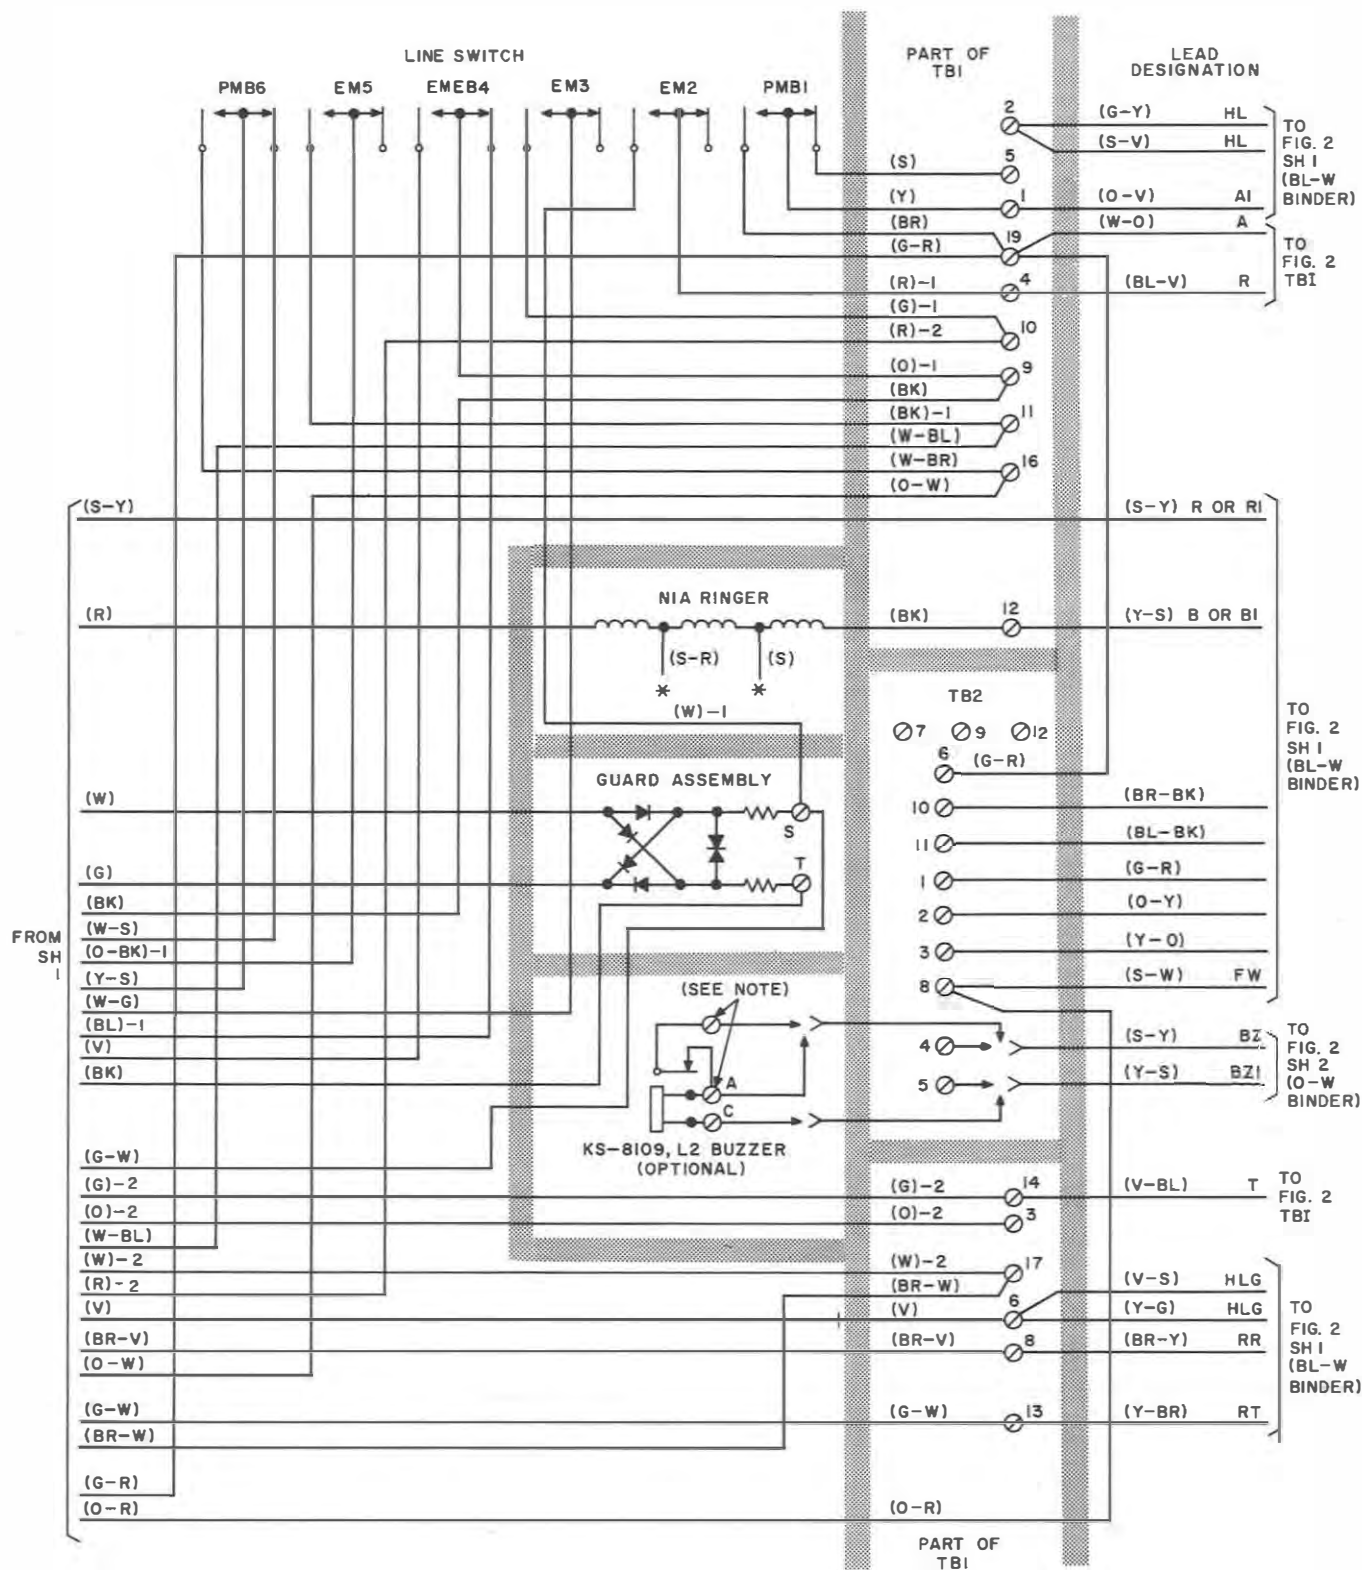 LINE SWITCH
PMB6 EM5 EMEB4 EM3 EM2 PMB1
PART OF
TB1
LEAD
DESIGNATION
2 (G-Y) HL
(S-V) HL
(S) 5
(Y) 1 (O-V) A1
TO
FIG. 2
SH 1
(BL-W
BINDER)
(BR) (W-O) A
(G-R) 19
(R)-1 4 (BL-V) R
TO
FIG. 2
TB1
(G)-1
(R)-2 10
(O)-1 9
(BK)
(BK)-1 11
(W-BL)
(W-BR) 16
(O-W)
(S-Y) (S-Y) R OR R1
N1A RINGER
(R) (BK) 12 (Y-S) B OR B1
(S-R) (S)
* *
(W)-1
TB2
7 9 12
6 (G-R)
TO
FIG. 2
SH 1
(BL-W
BINDER)
GUARD ASSEMBLY
(W) S 10 (BR-BK)
11 (BL-BK)
(G) T 1 (G-R)
(BK) 2 (O-Y)
(W-S)
FROM
SH
1
(O-BK)-1 3 (Y-O)
(Y-S) 8 (S-W) FW
(W-G)
(BL)-1
(V)
(BK)
(SEE NOTE)
A
C
KS-8109, L2 BUZZER
(OPTIONAL)
4 (S-Y) BZ
5 (Y-S) BZ1
TO
FIG. 2
SH 2
(O-W
BINDER)
(G-W)
(G)-2 (G)-2 14 (V-BL) T
TO
FIG. 2
TB1
(O)-2 (O)-2 3
(W-BL)
(W)-2 (W)-2 17
(R)-2 (BR-W) (V-S) HLG
(V) (V) 6 (Y-G) HLG
(BR-V) (BR-V) 8 (BR-Y) RR
(O-W)
(G-W) (G-W) 13 (Y-BR) RT
(BR-W)
TO
FIG. 2
SH 1
(BL-W
BINDER)
(G-R)
(O-R) (O-R)
PART OF
TB1